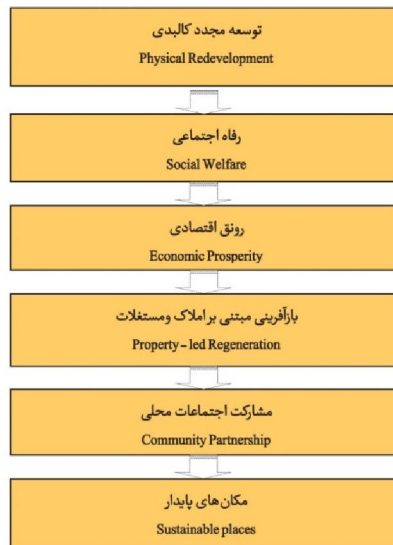 توسعه مجدد کالبدی
Physical Redevelopment
رفاه اجتماعی
Social Welfare
رونق اقتصادی
Economic Prosperity
بازآفرینی مبتنی بر املاک ومستغلات
Property – led Regeneration
مشارکت اجتماعات محلی
Community Partnership
مکان‌های پایدار
Sustainable places